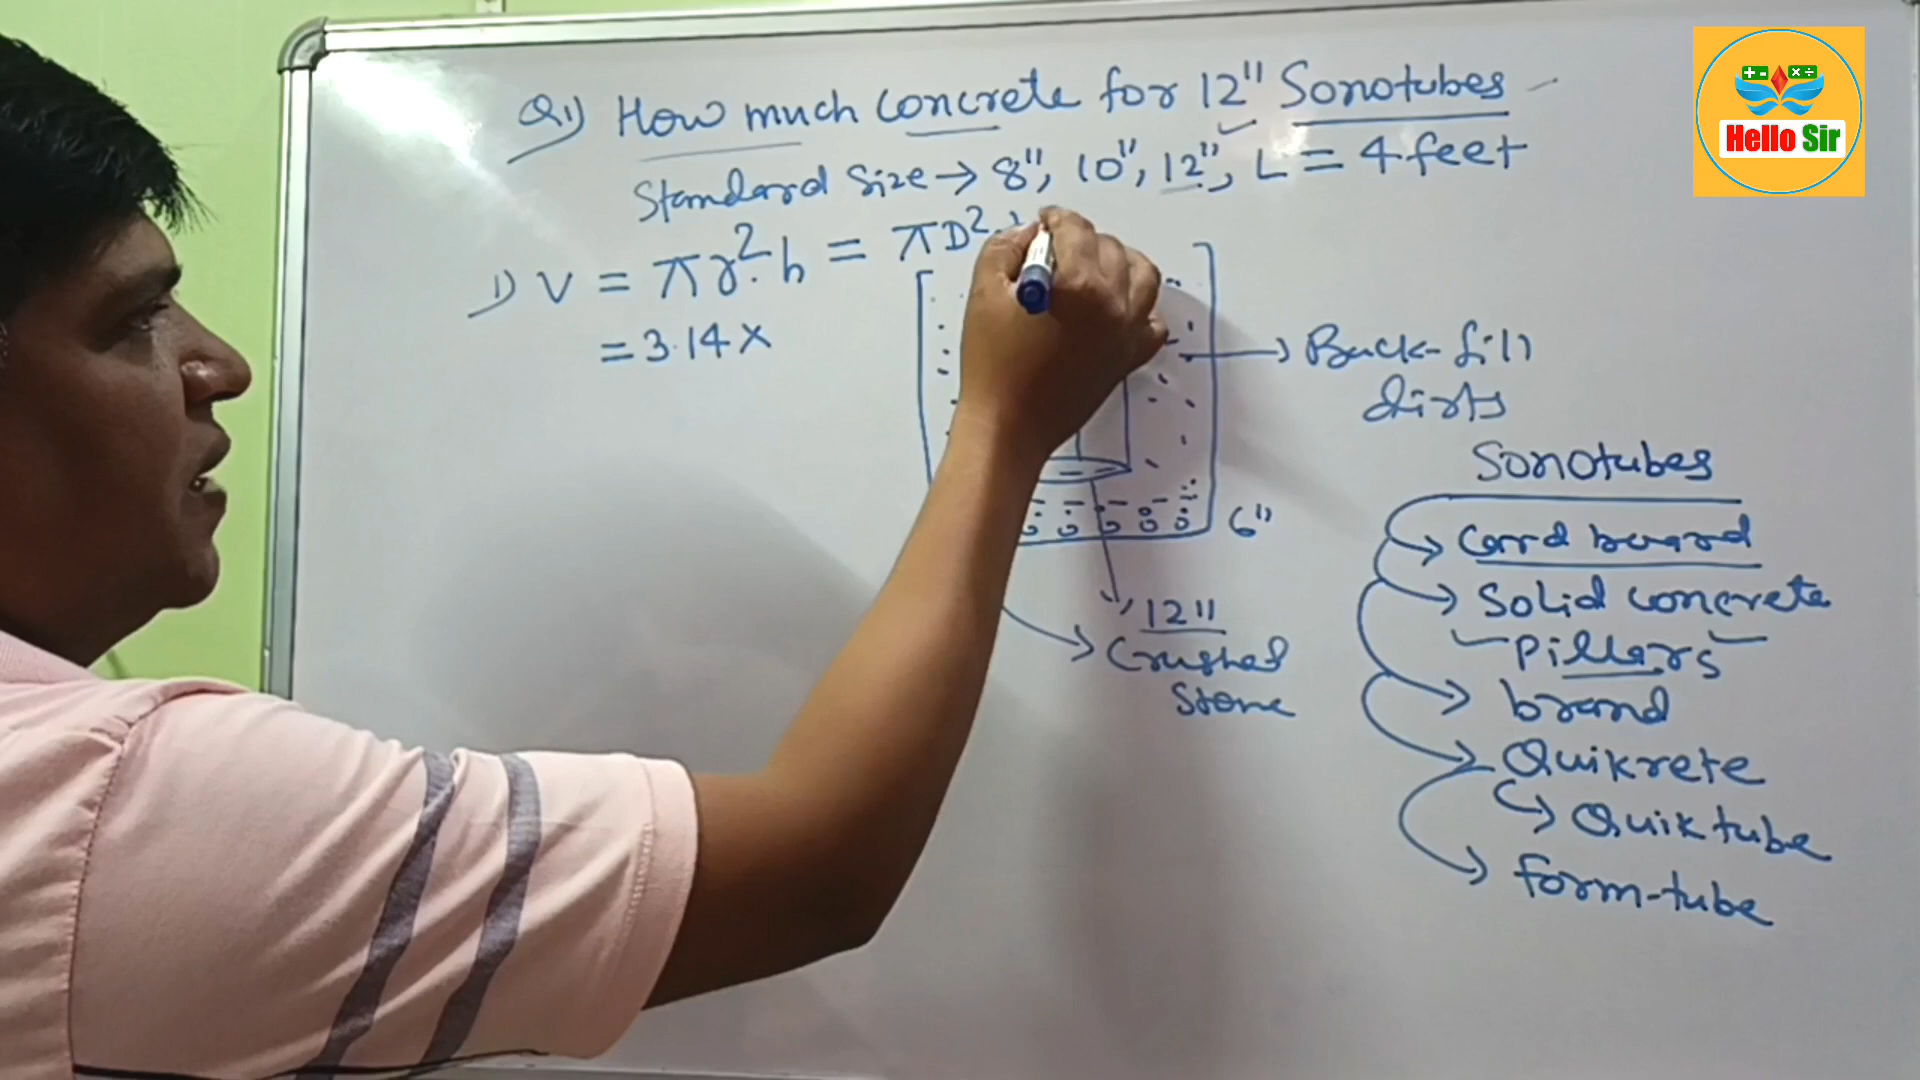 Q1) How much concrete for 12" Sonotubes
Standard Size → 8", 10", 12", L = 4 feet
1) V = πr².h = πD².
= 3.14 ×
→ Back-fill
dirts
6"
12"
Crushed
Stone
Sonotubes
→ Card board
→ Solid concrete
Pillars
→ brand
→ Quikrete
→ Quik tube
→ form-tube
+ - × ÷
Hello Sir